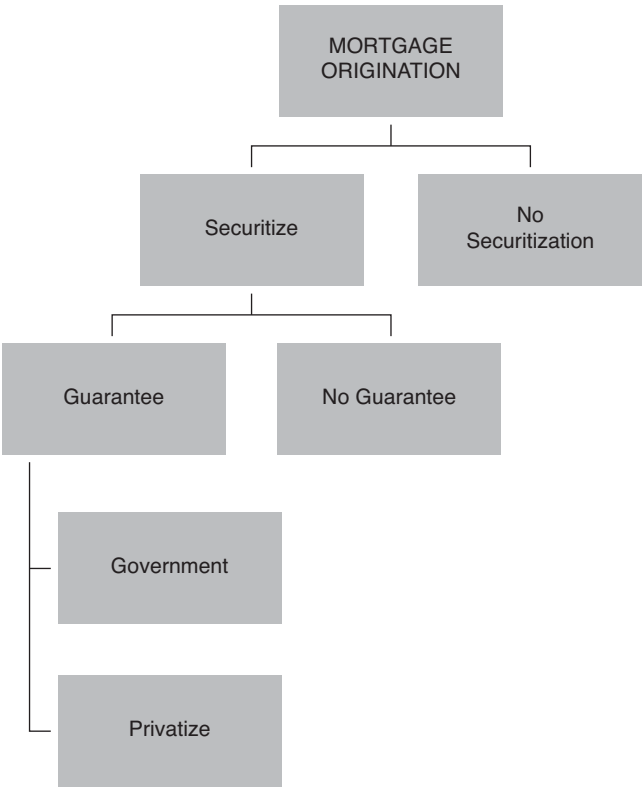 MORTGAGE
ORIGINATION
Securitize
No
Securitization
Guarantee
No Guarantee
Government
Privatize